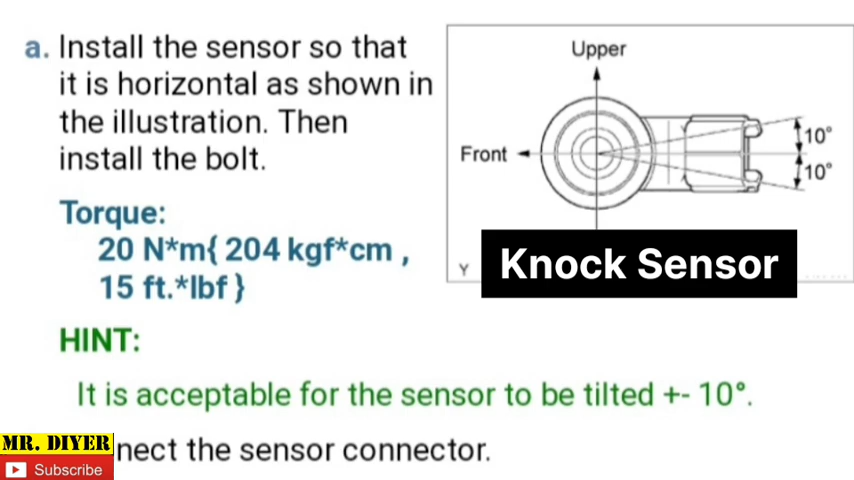 a. Install the sensor so that
it is horizontal as shown in
the illustration. Then
install the bolt.
Torque:
20 N*m{ 204 kgf*cm ,
15 ft.*lbf }
Upper
Front
10°
10°
Y
Knock Sensor
HINT:
It is acceptable for the sensor to be tilted +- 10°.
nect the sensor connector.
MR. DIYER
Subscribe